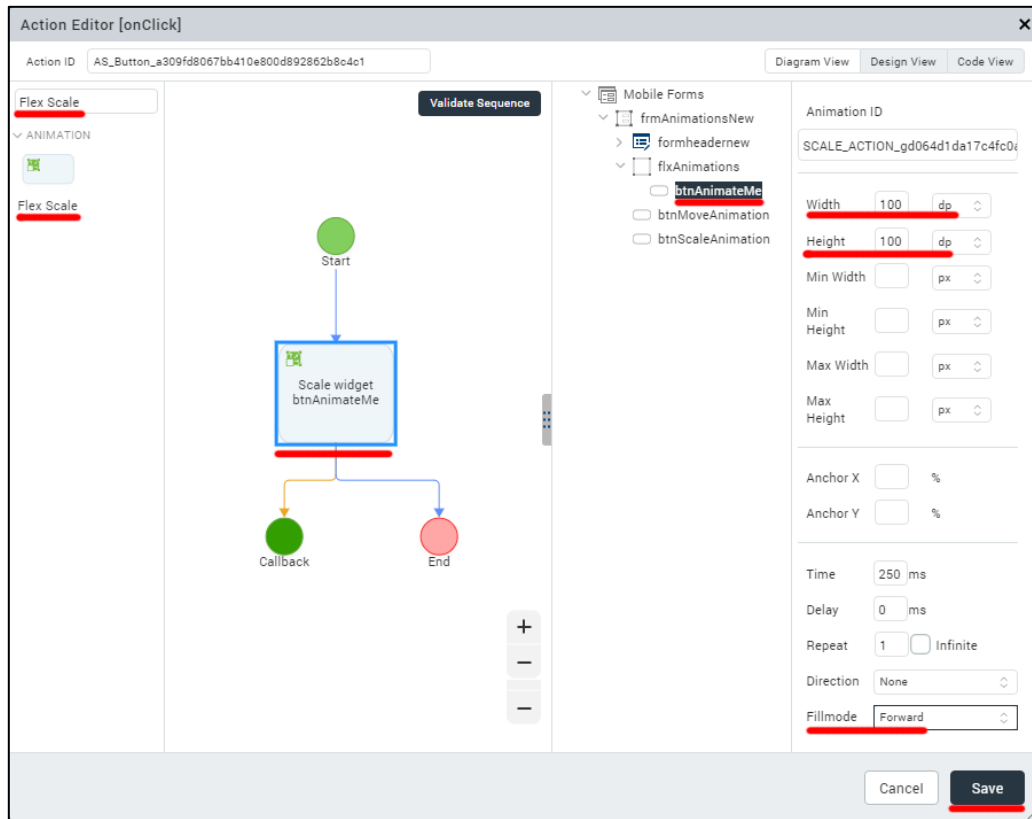 Action Editor [onClick]
Action ID AS_Button_a309fd8067bb410e800d892862b8c4c1
Diagram View Design View Code View
Flex Scale
ANIMATION
Flex Scale
Validate Sequence
Start
Scale widget
btnAnimateMe
Callback
End
Mobile Forms
frmAnimationsNew
formheadernew
flxAnimations
btnAnimateMe
btnMoveAnimation
btnScaleAnimation
Animation ID
SCALE_ACTION_gd064d1da17c4fc0
Width 100 dp
Height 100 dp
Min Width px
Min
Height px
Max Width px
Max
Height px
Anchor X %
Anchor Y %
Time 250 ms
Delay 0 ms
Repeat 1 Infinite
Direction None
Fillmode Forward
Cancel Save